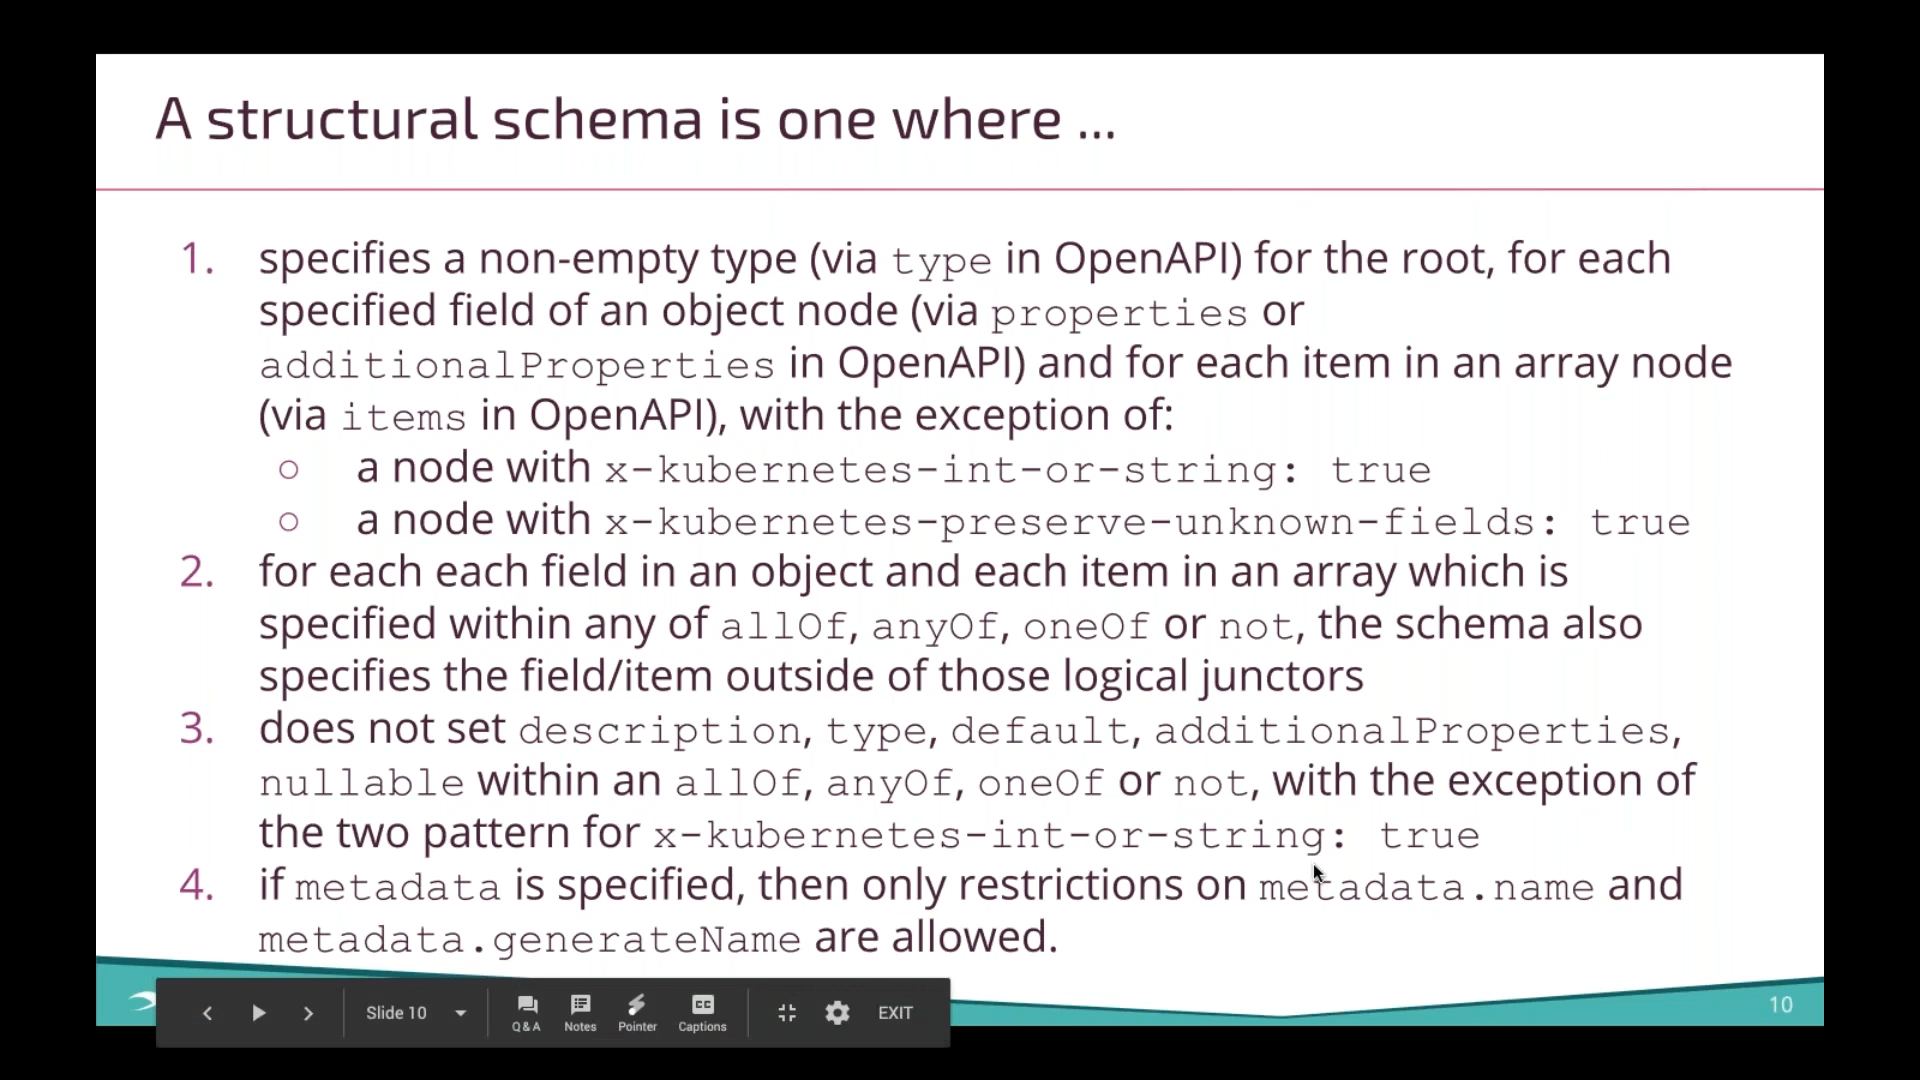 A structural schema is one where ...
1. specifies a non-empty type (via type in OpenAPI) for the root, for each
specified field of an object node (via properties or
additionalProperties in OpenAPI) and for each item in an array node
(via items in OpenAPI), with the exception of:
○ a node with x-kubernetes-int-or-string: true
○ a node with x-kubernetes-preserve-unknown-fields: true
2. for each each field in an object and each item in an array which is
specified within any of allOf, anyOf, oneOf or not, the schema also
specifies the field/item outside of those logical junctors
3. does not set description, type, default, additionalProperties,
nullable within an allOf, anyOf, oneOf or not, with the exception of
the two pattern for x-kubernetes-int-or-string: true
4. if metadata is specified, then only restrictions on metadata.name and
metadata.generateName are allowed.
Slide 10
Q & A
Notes
Pointer
CC
Captions
EXIT
10